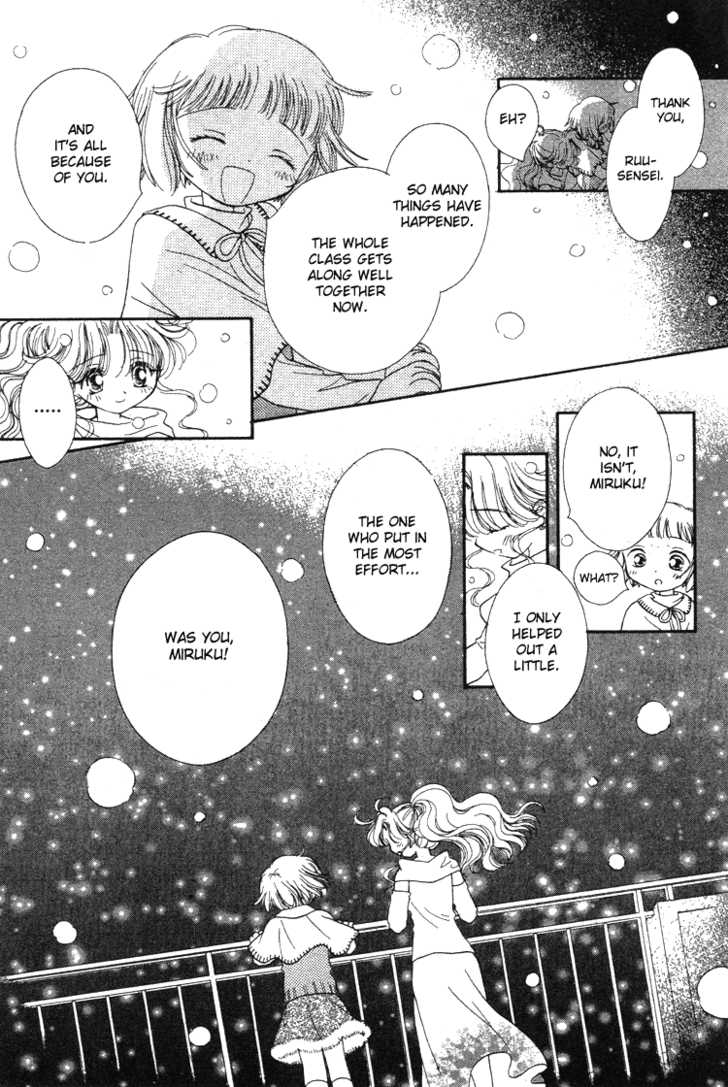 THANK
YOU,
RUU-
SENSEI.
EH?
SO MANY
THINGS HAVE
HAPPENED.
THE WHOLE
CLASS GETS
ALONG WELL
TOGETHER
NOW.
AND
IT'S ALL
BECAUSE
OF YOU.
.....
NO, IT
ISN'T,
MIRUKU!
WHAT?
I ONLY
HELPED
OUT A
LITTLE.
THE ONE
WHO PUT IN
THE MOST
EFFORT...
WAS YOU,
MIRUKU!